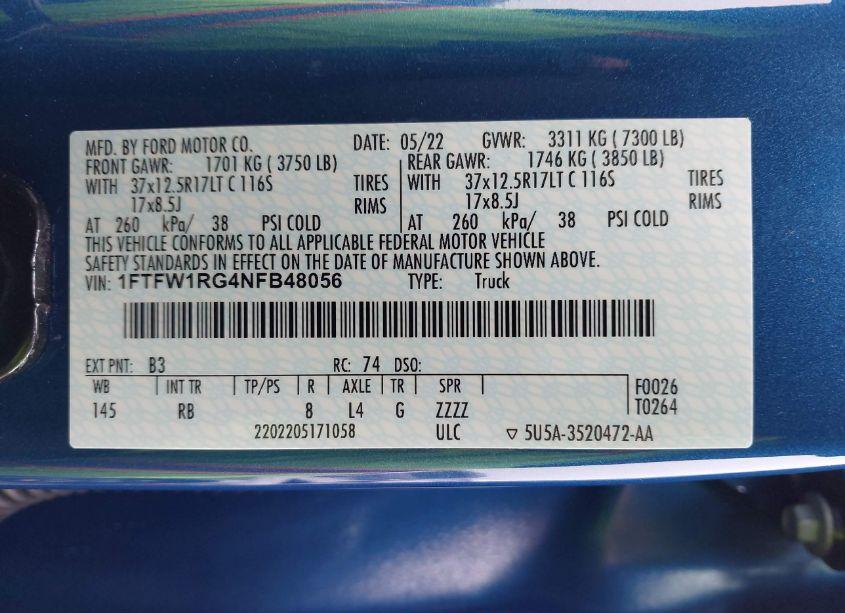 MFD. BY FORD MOTOR CO. DATE: 05/22 GVWR: 3311 KG ( 7300 LB)
FRONT GAWR: 1701 KG ( 3750 LB) REAR GAWR: 1746 KG ( 3850 LB)
WITH 37x12.5R17LT C 116S TIRES WITH 37x12.5R17LT C 116S TIRES
17x8.5J RIMS 17x8.5J RIMS
AT 260 kPa/ 38 PSI COLD AT 260 kPa/ 38 PSI COLD
THIS VEHICLE CONFORMS TO ALL APPLICABLE FEDERAL MOTOR VEHICLE
SAFETY STANDARDS IN EFFECT ON THE DATE OF MANUFACTURE SHOWN ABOVE.
VIN: 1FTFW1RG4NFB48056 TYPE: Truck
EXT PNT: B3 RC: 74 DSO:
WB INT TR TP/PS R AXLE TR SPR F0026
145 RB 8 L4 G ZZZZ T0264
2202205171058 ULC ▽ 5U5A-3520472-AA